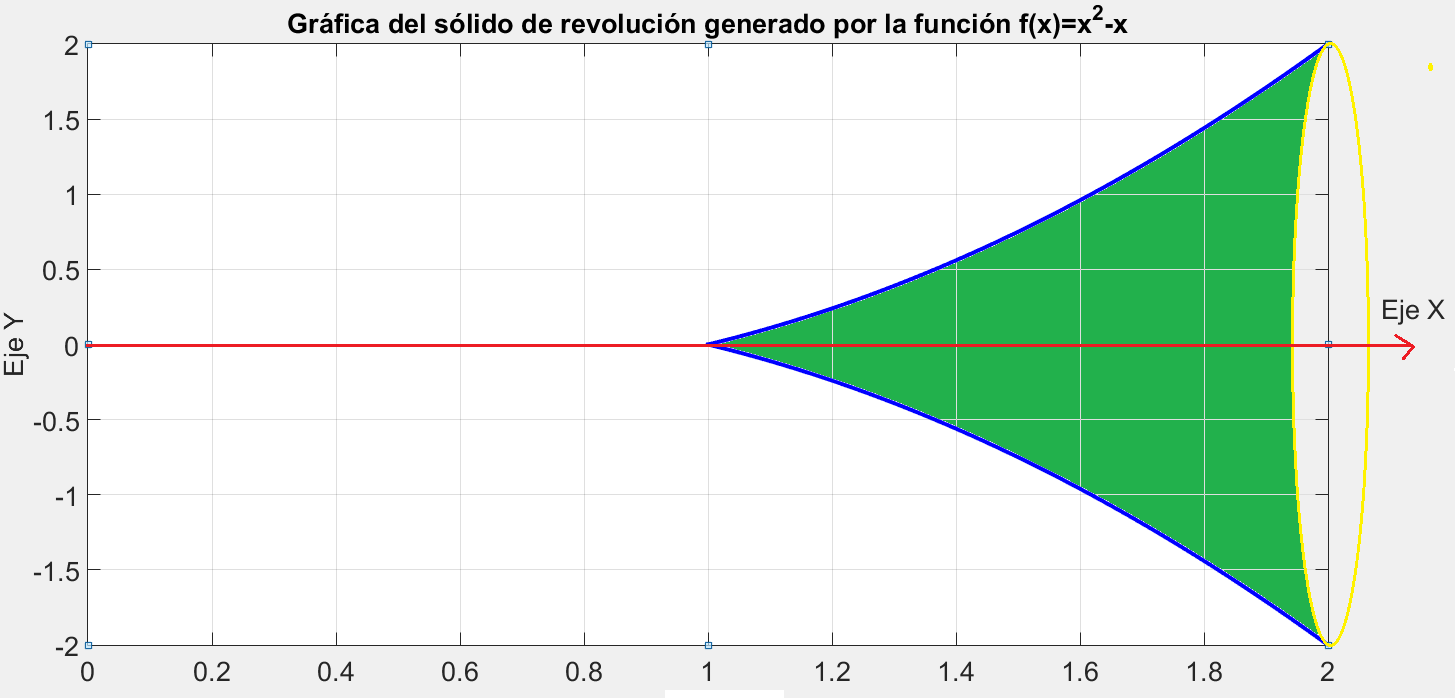 Gráfica del sólido de revolución generado por la función f(x)=x²-x
2
1.5
1
0.5
0
-0.5
-1
-1.5
-2
Eje Y
Eje X
0 0.2 0.4 0.6 0.8 1 1.2 1.4 1.6 1.8 2